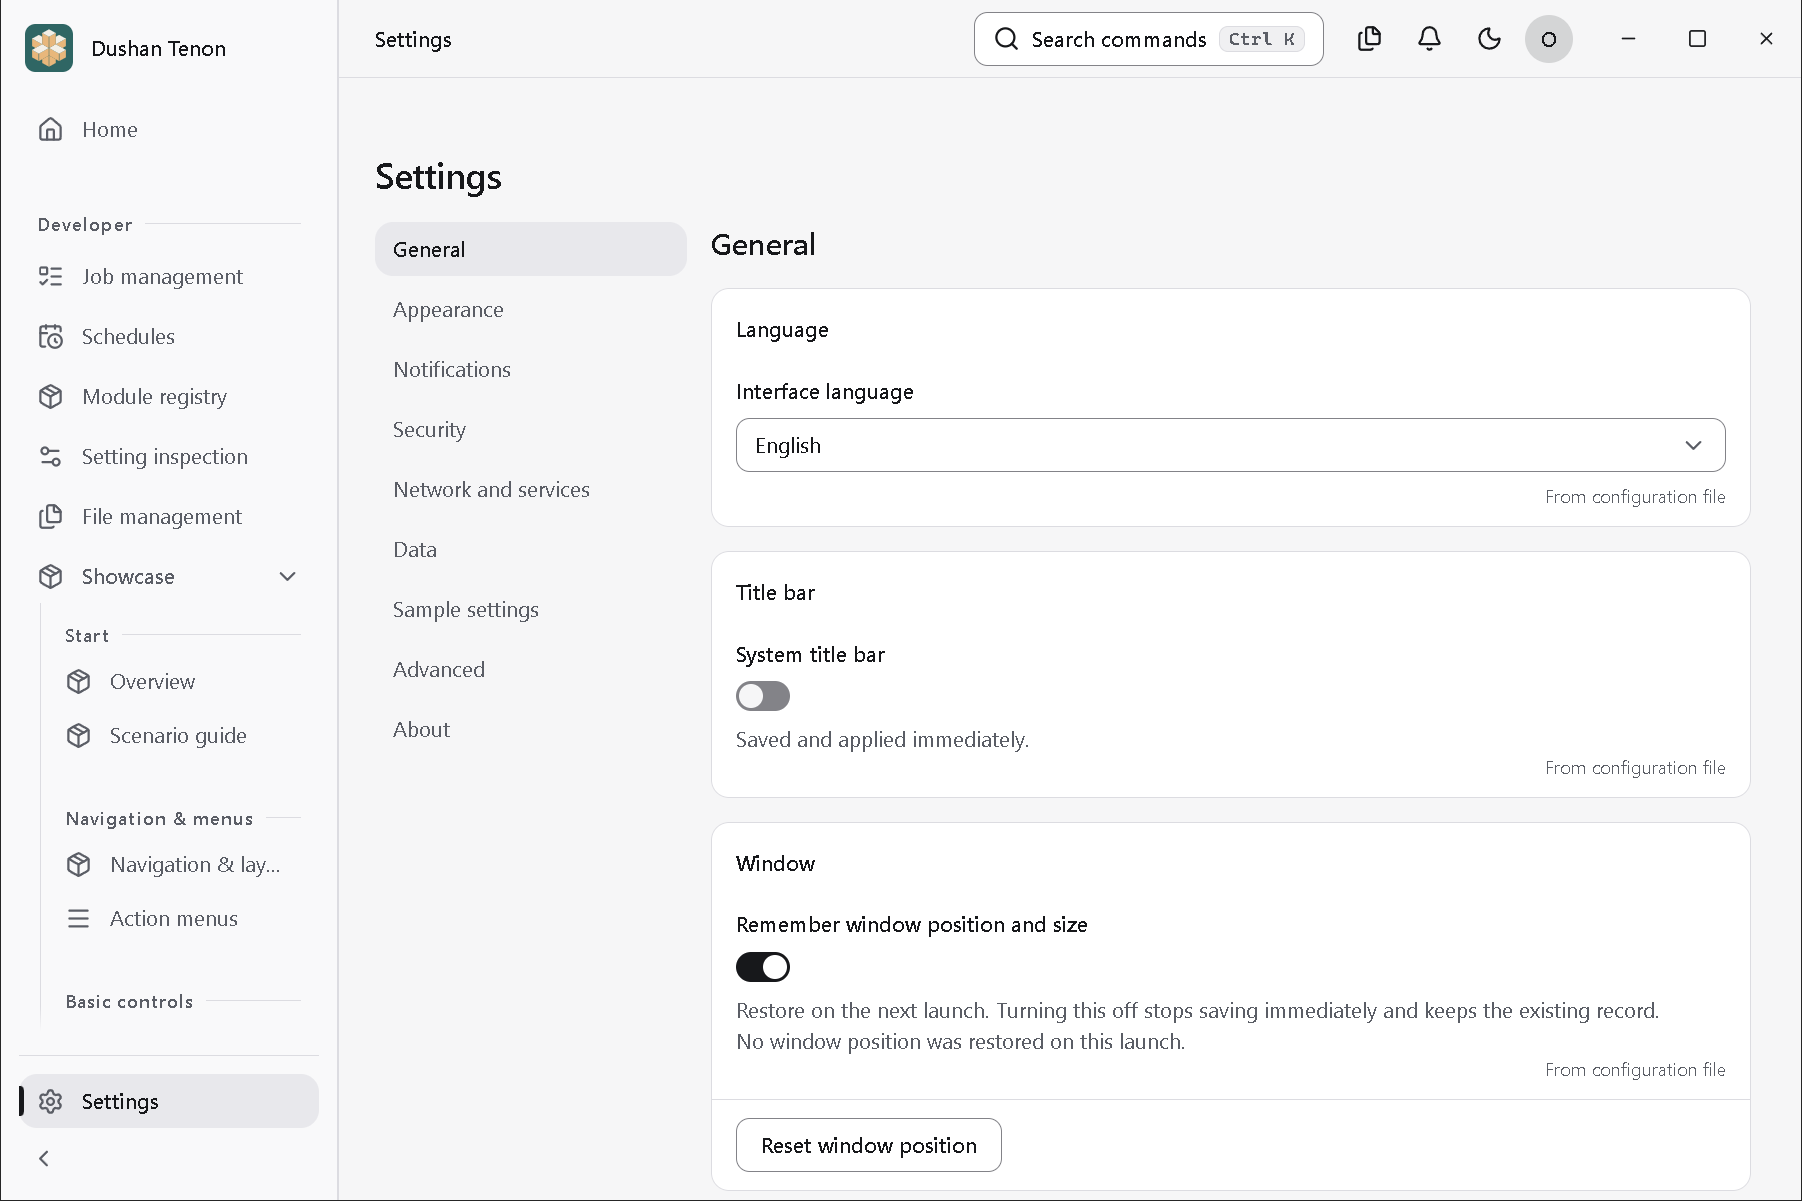 Dushan Tenon
Home
Developer
Job management
Schedules
Module registry
Setting inspection
File management
Showcase
Start
Overview
Scenario guide
Navigation & menus
Navigation & lay...
Action menus
Basic controls
Settings
Settings
Search commands Ctrl K
O
Settings
General
Appearance
Notifications
Security
Network and services
Data
Sample settings
Advanced
About
General
Language
Interface language
English
From configuration file
Title bar
System title bar
Saved and applied immediately.
From configuration file
Window
Remember window position and size
Restore on the next launch. Turning this off stops saving immediately and keeps the existing record.
No window position was restored on this launch.
From configuration file
Reset window position